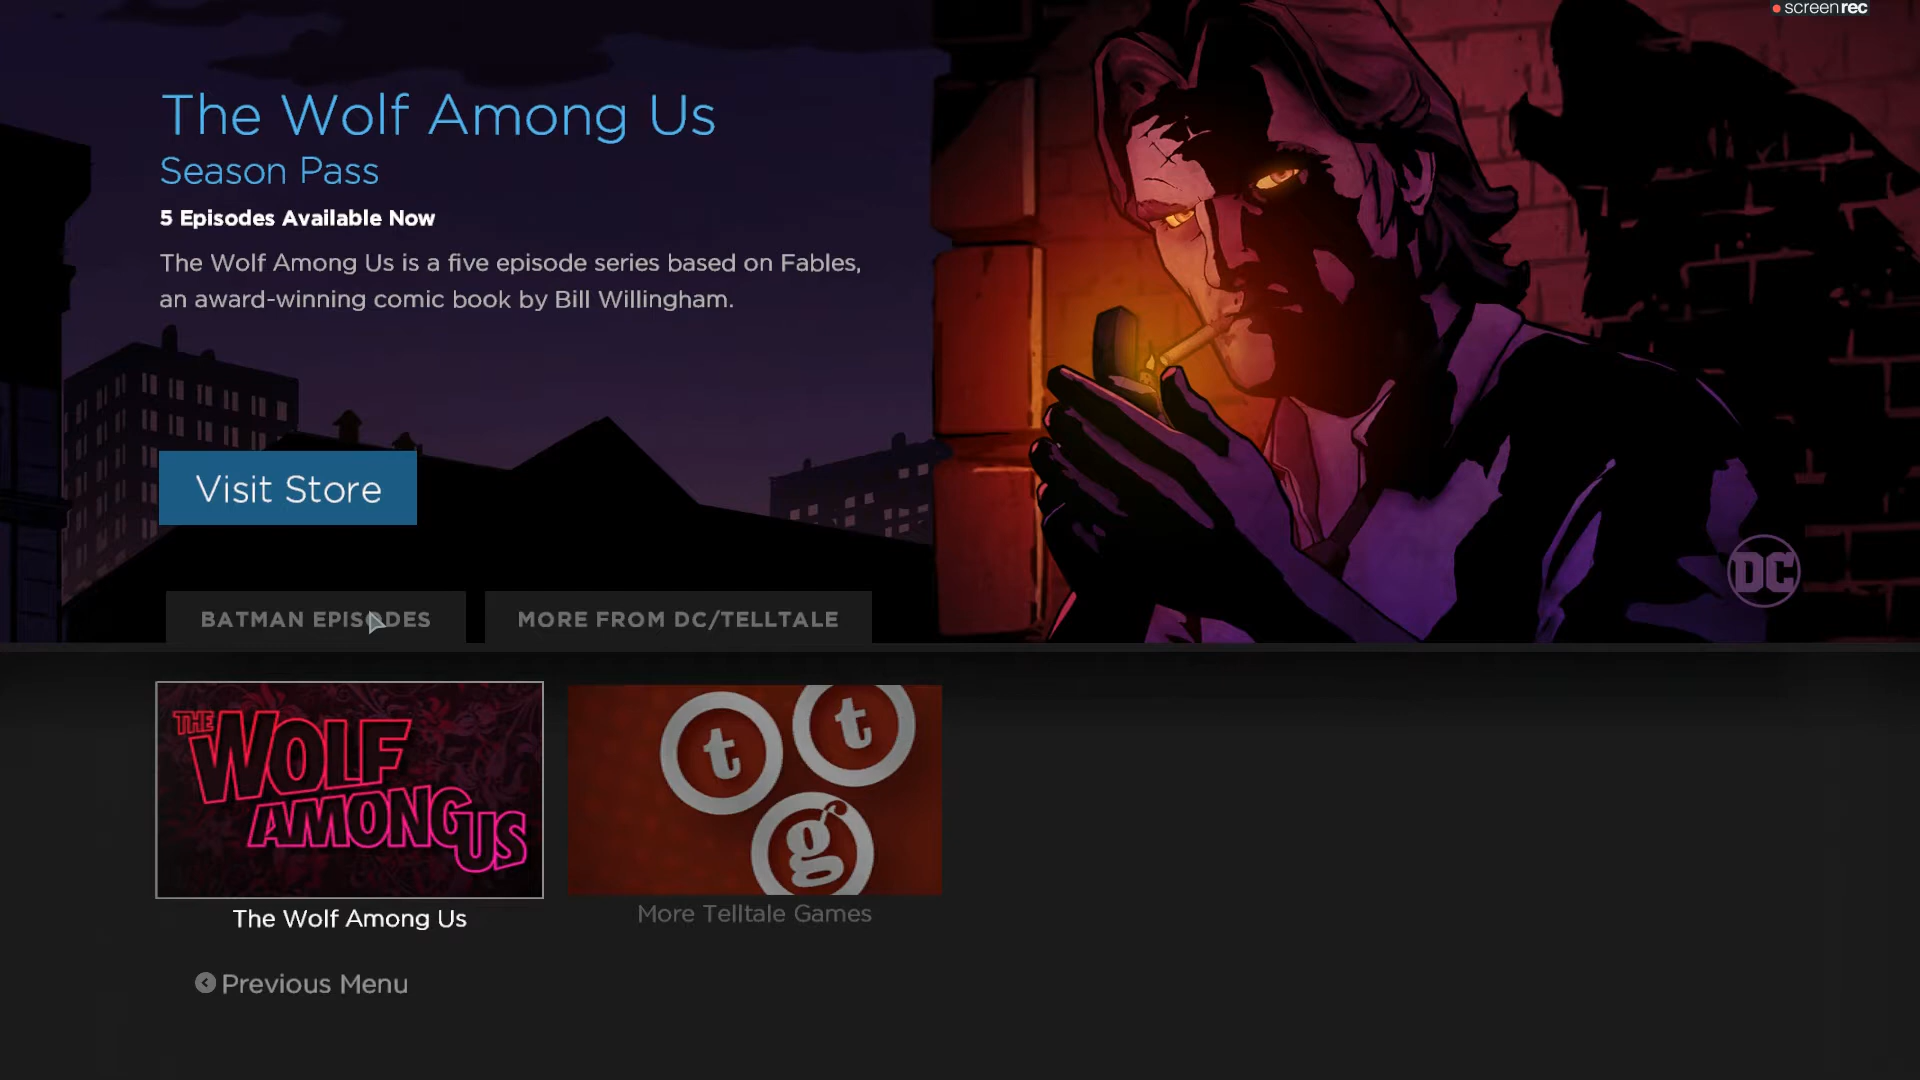 screenrec
The Wolf Among Us
Season Pass
5 Episodes Available Now
The Wolf Among Us is a five episode series based on Fables,
an award-winning comic book by Bill Willingham.
Visit Store
DC
BATMAN EPISODES
MORE FROM DC/TELLTALE
THE
WOLF
AMONG US
t t
g
The Wolf Among Us
More Telltale Games
Previous Menu